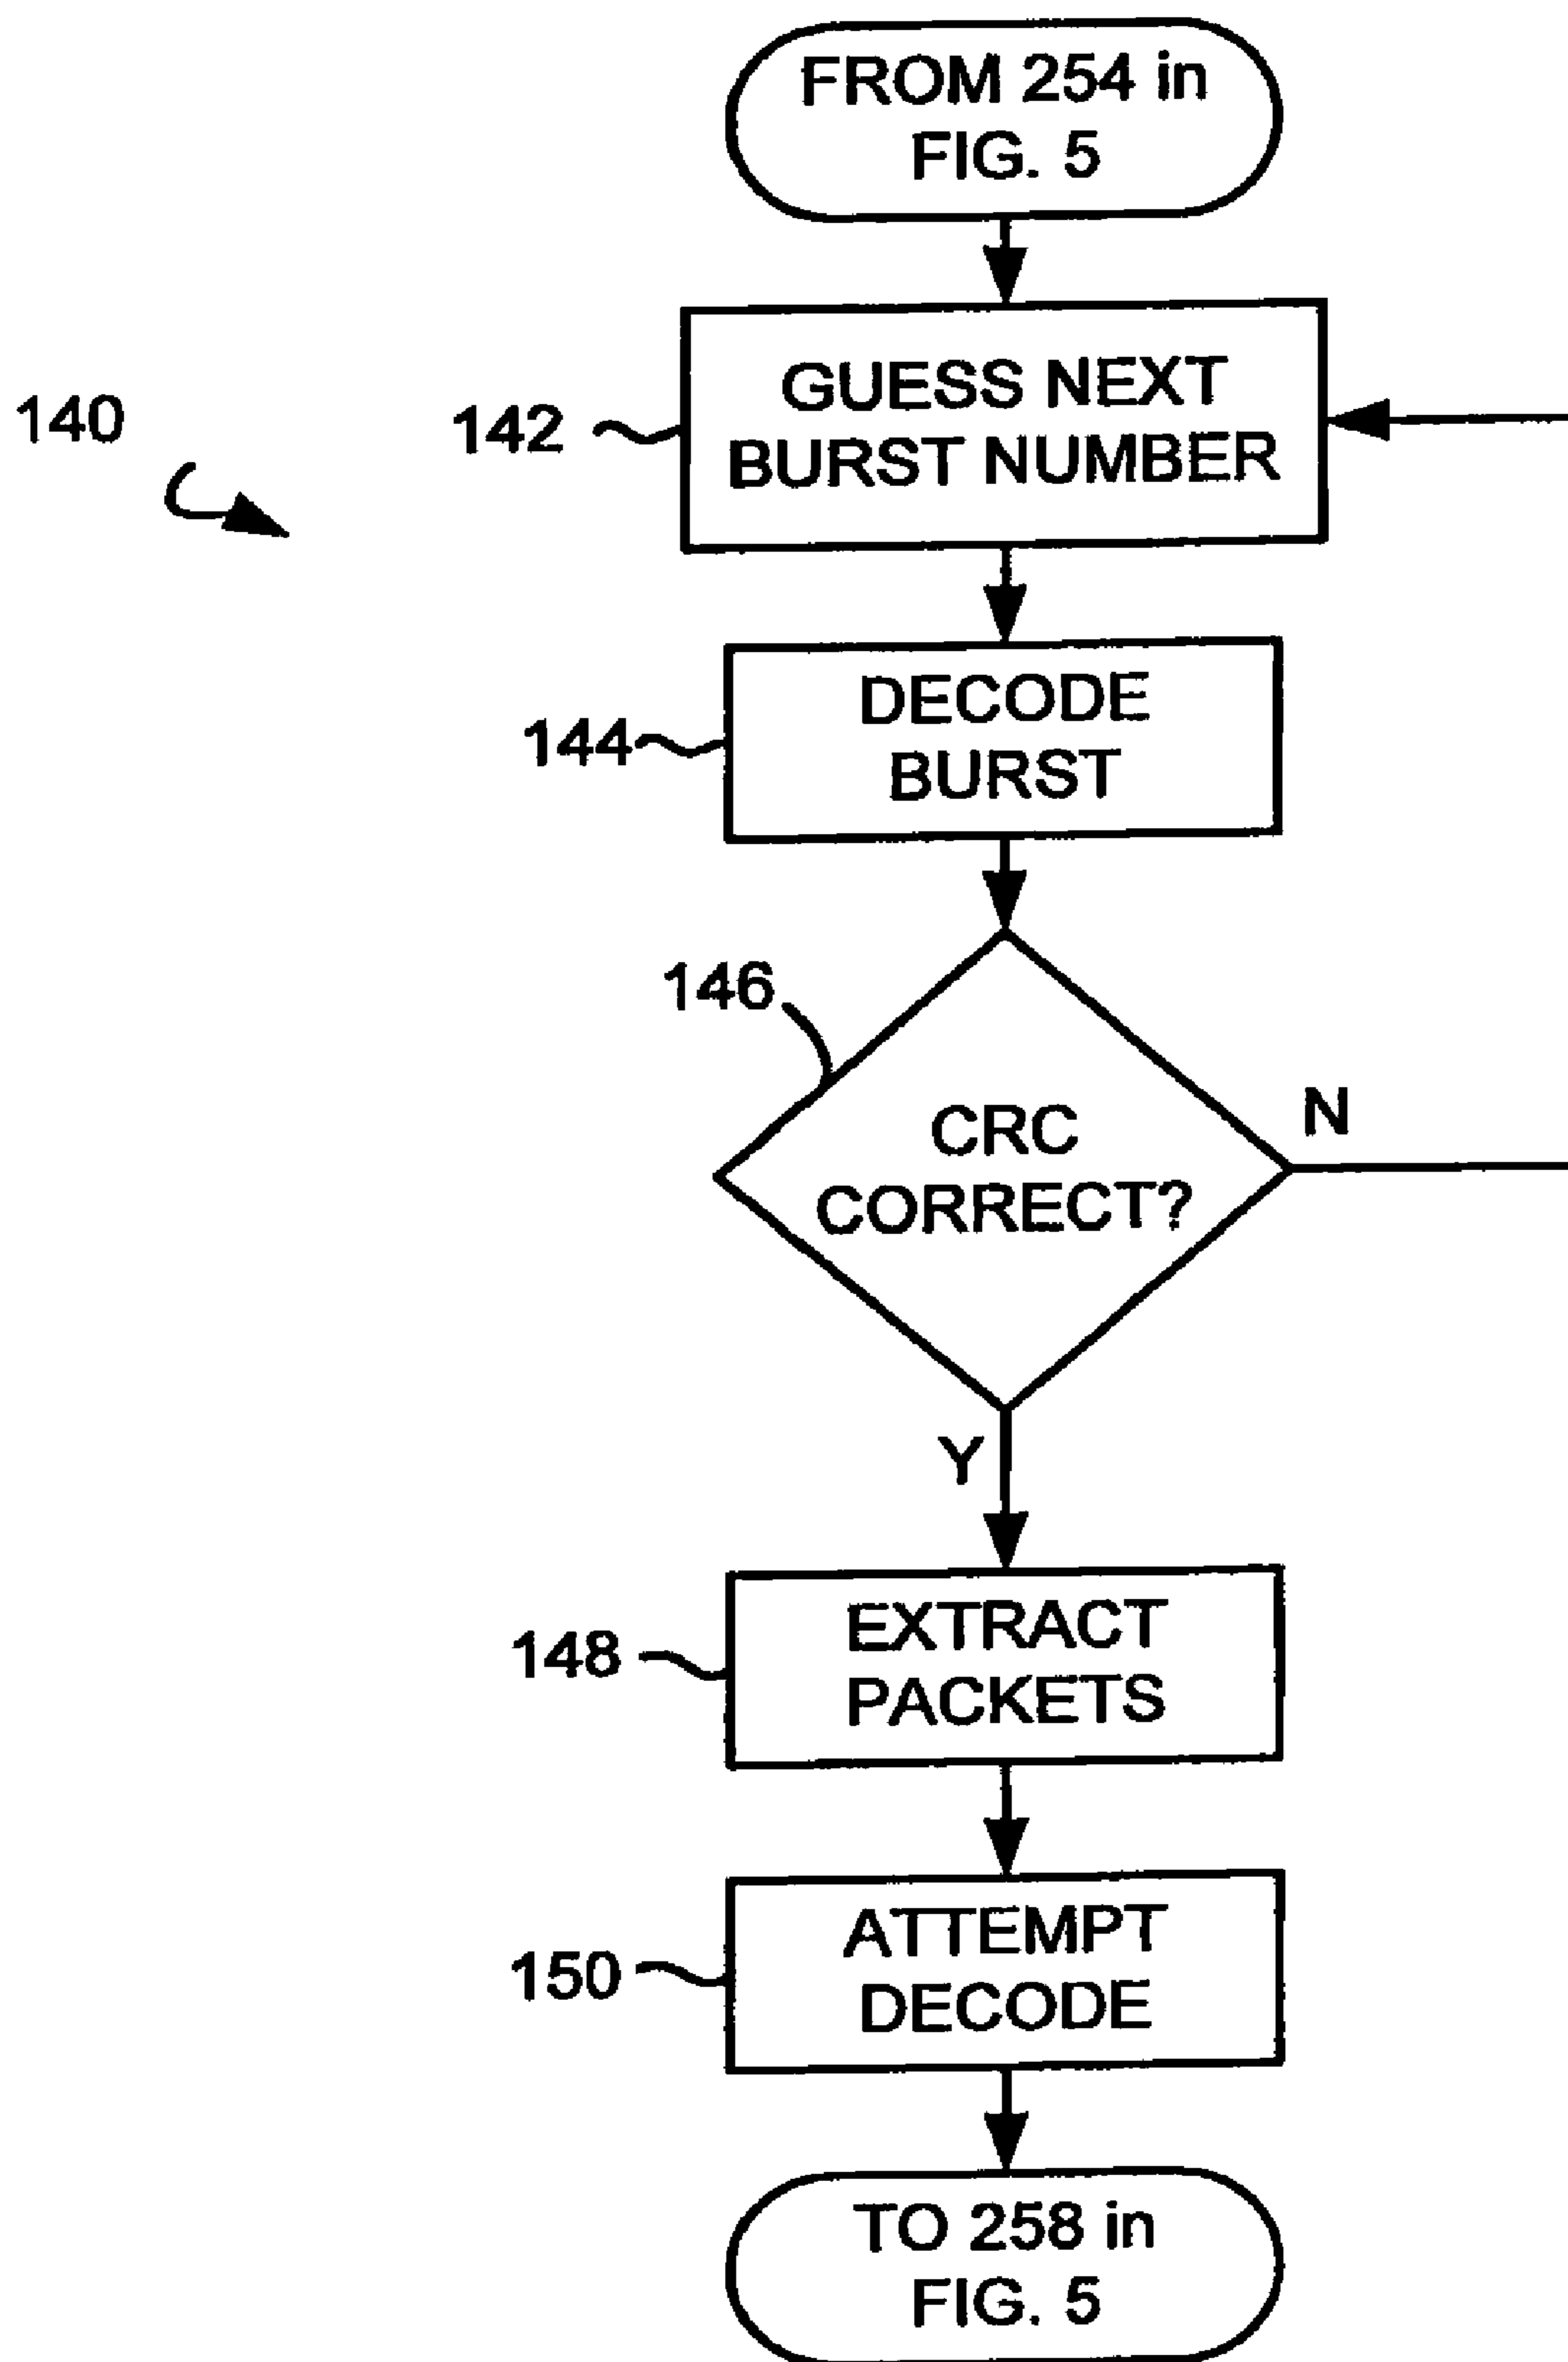 FROM 254 in
FIG. 5
140
142
GUESS NEXT
BURST NUMBER
144
DECODE
BURST
146
CRC
CORRECT?
N
Y
148
EXTRACT
PACKETS
150
ATTEMPT
DECODE
TO 258 in
FIG. 5